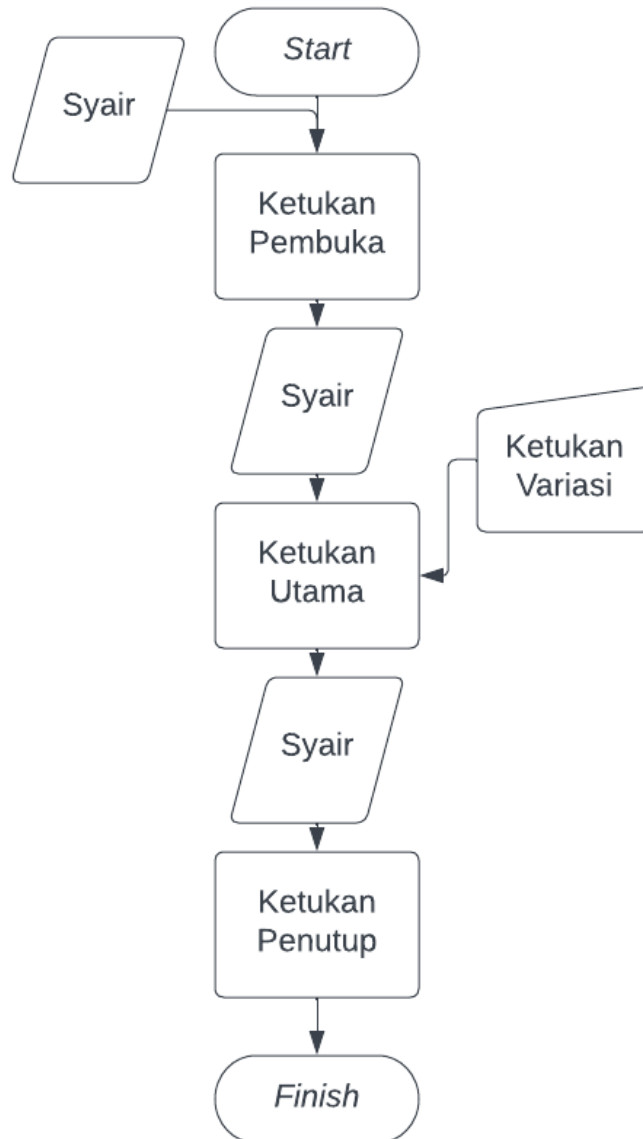 Start
Syair
Ketukan
Pembuka
Syair
Ketukan
Variasi
Ketukan
Utama
Syair
Ketukan
Penutup
Finish